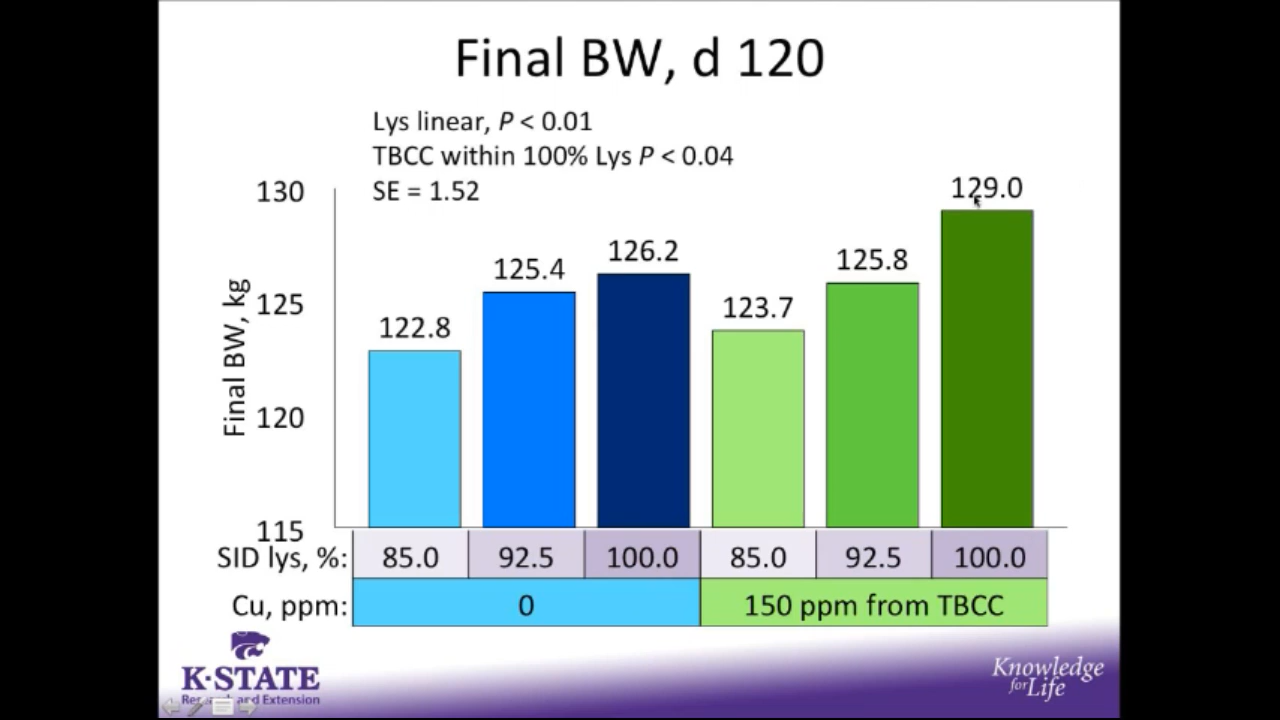 Final BW, d 120
Lys linear, P < 0.01
TBCC within 100% Lys P < 0.04
SE = 1.52
Final BW, kg
130
125
120
115
122.8
125.4
126.2
123.7
125.8
129.0
SID lys, %: 85.0 92.5 100.0 85.0 92.5 100.0
Cu, ppm: 0 150 ppm from TBCC
K-STATE
Research and Extension
Knowledge
for Life